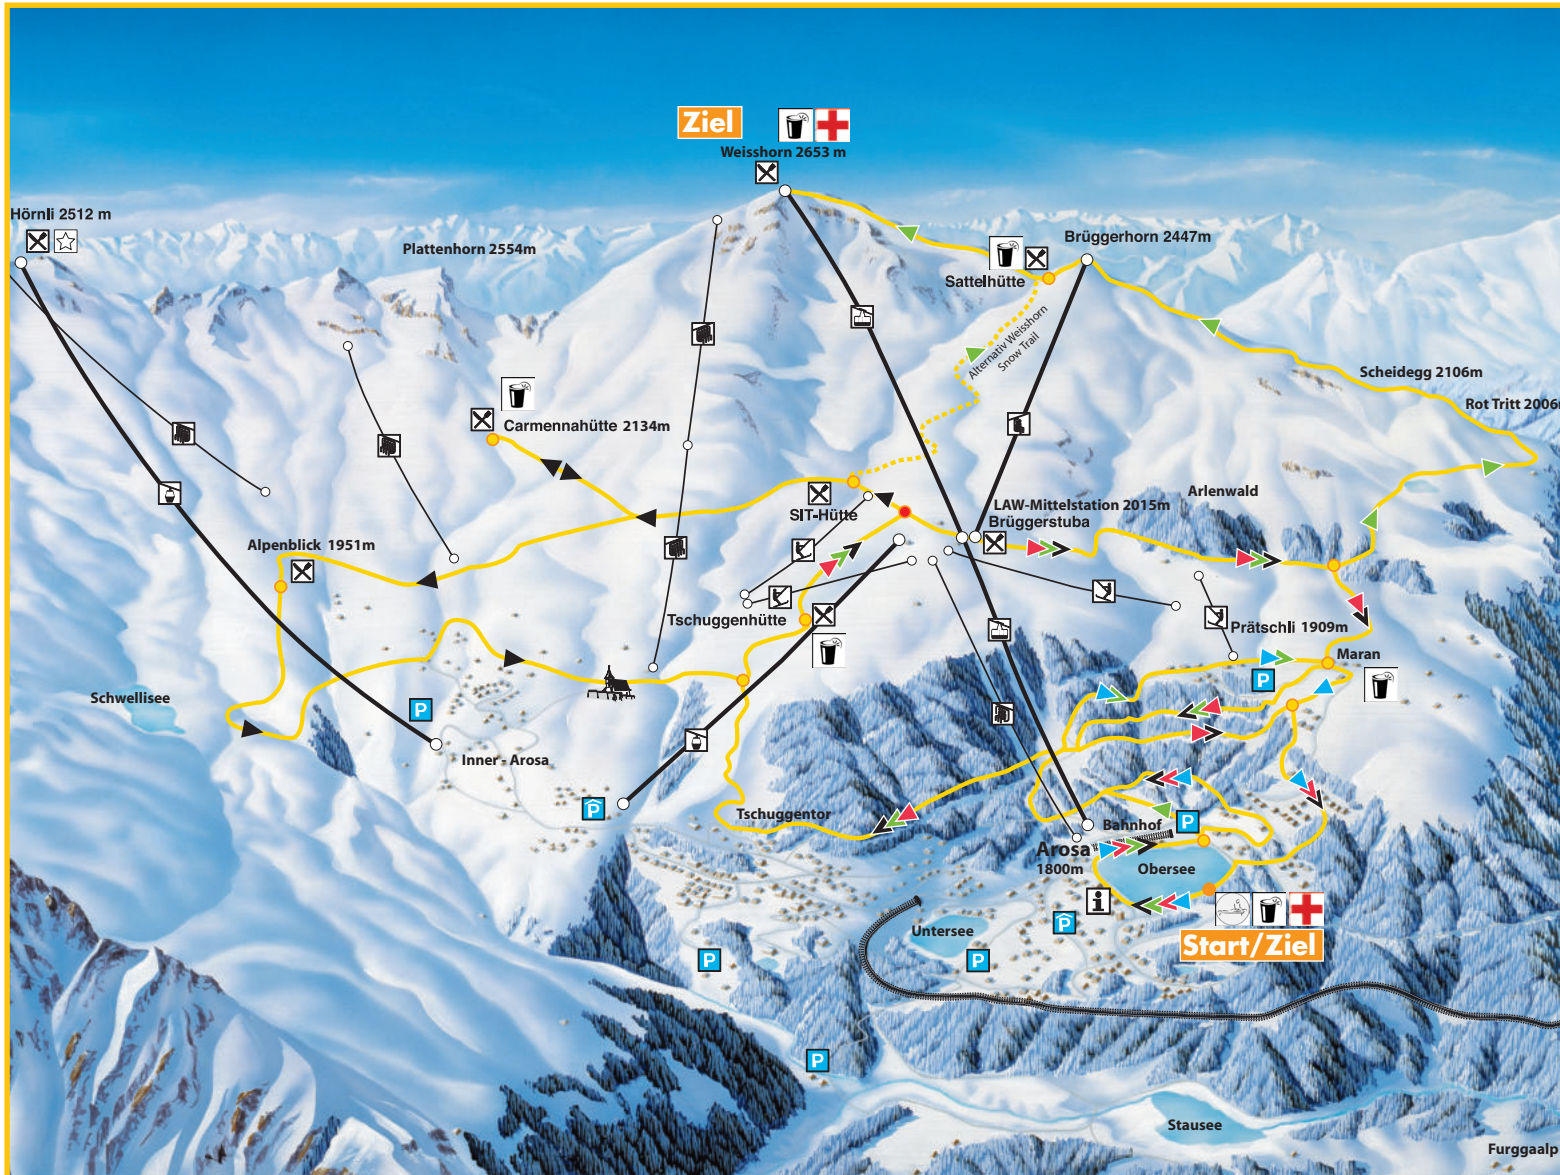 Ziel
Weisshorn 2653 m
Hörnli 2512 m
Plattenhorn 2554m
Brüggerhorn 2447m
Sattelhütte
Alternativ Weisshorn
Snow Trail
Scheidegg 2106m
Rot Tritt 2006m
Carmennahütte 2134m
SIT-Hütte
LAW-Mittelstation 2015m
Brüggerstuba
Arlenwald
Alpenblick 1951m
Tschuggenhütte
Prätschli 1909m
Maran
Schwellisee
P
P
Inner - Arosa
P
Tschuggentor
Bahnhof
P
Arosa
1800m
Obersee
i
P
Untersee
Start/Ziel
P
P
P
Stausee
Furggaalp